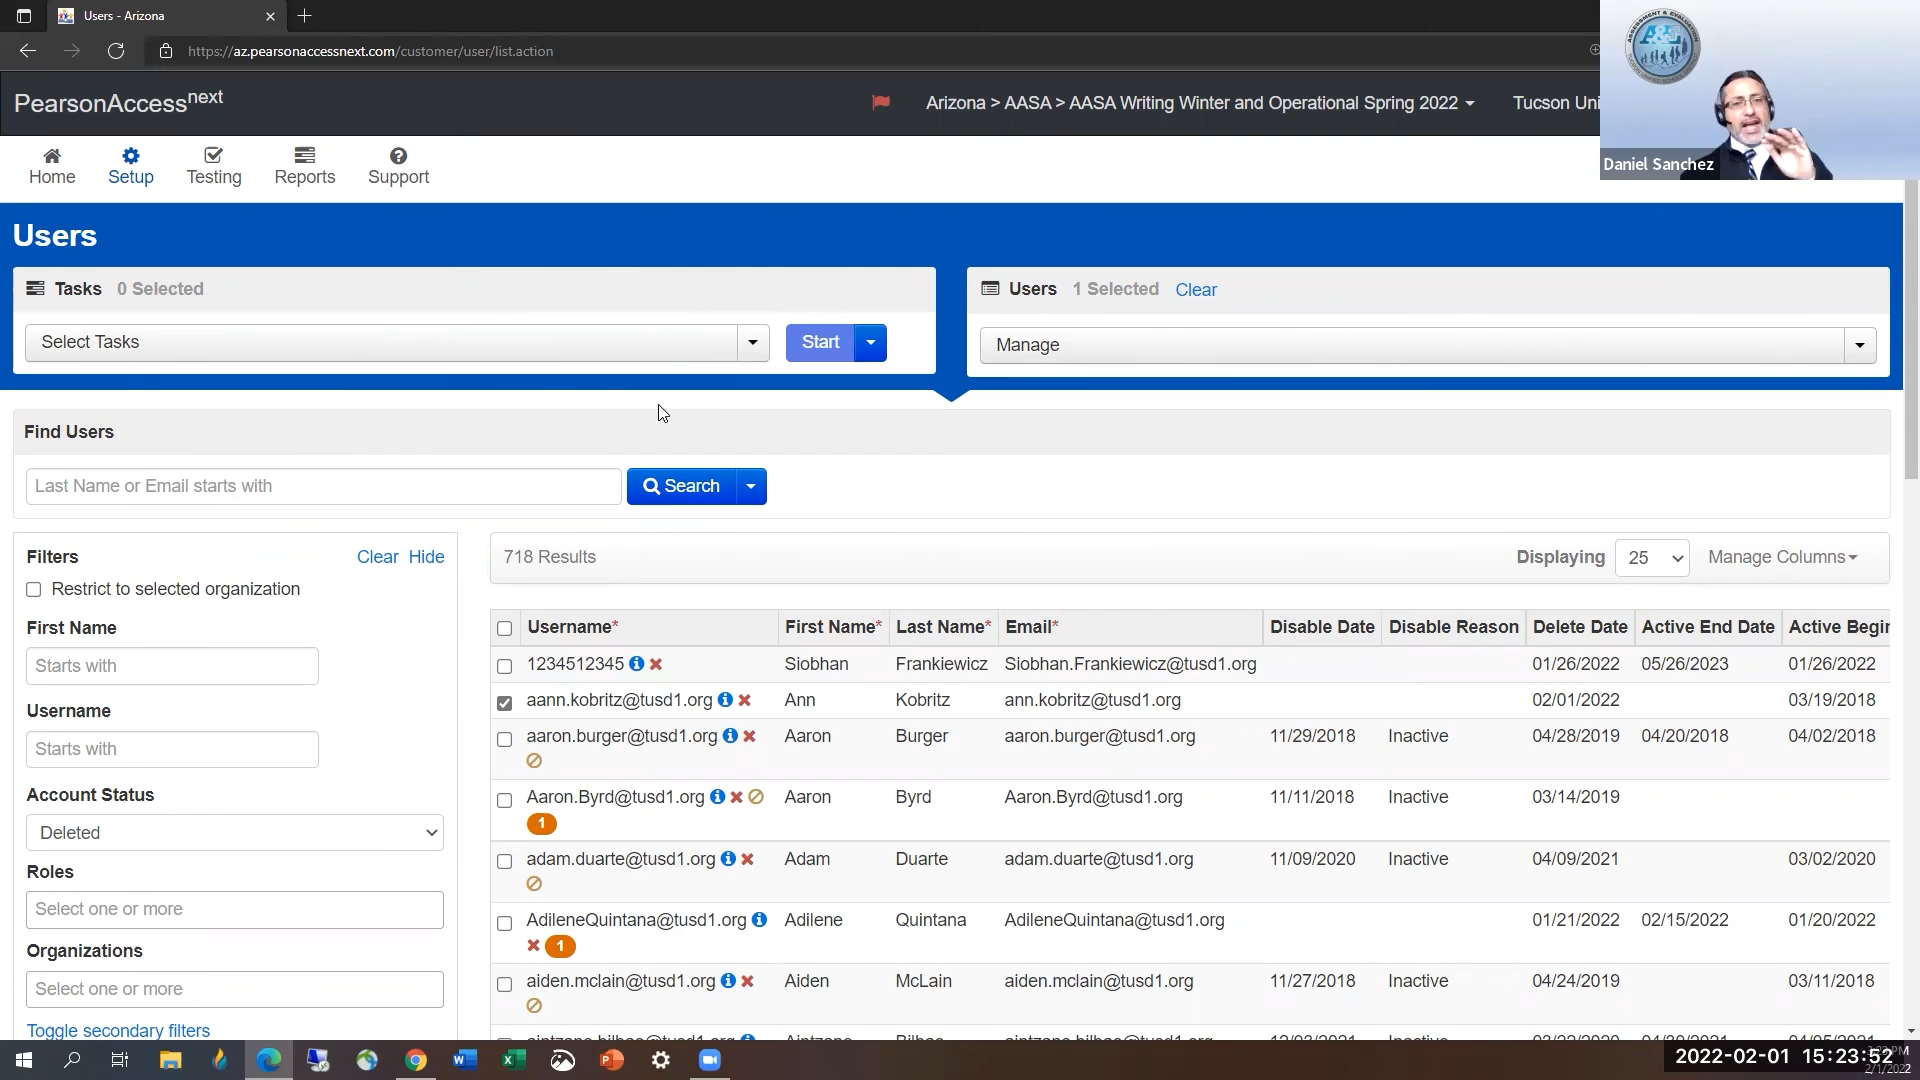 Users - Arizona
https://az.pearsonaccessnext.com/customer/user/list.action
PearsonAccessnext
Arizona > AASA > AASA Writing Winter and Operational Spring 2022
Tucson Uni
ASSESSMENT & EVALUATION
A&E
Daniel Sanchez
Home
Setup
Testing
Reports
Support
Users
Tasks 0 Selected
Select Tasks
Start
Users 1 Selected Clear
Manage
Find Users
Last Name or Email starts with
Search
Filters Clear Hide
Restrict to selected organization
First Name
Starts with
Username
Starts with
Account Status
Deleted
Roles
Select one or more
Organizations
Select one or more
Toggle secondary filters
718 Results
Displaying 25 Manage Columns
Username* First Name* Last Name* Email* Disable Date Disable Reason Delete Date Active End Date Active Begin
1234512345 Siobhan Frankiewicz Siobhan.Frankiewicz@tusd1.org 01/26/2022 05/26/2023 01/26/2022
aann.kobritz@tusd1.org Ann Kobritz ann.kobritz@tusd1.org 02/01/2022 03/19/2018
aaron.burger@tusd1.org Aaron Burger aaron.burger@tusd1.org 11/29/2018 Inactive 04/28/2019 04/20/2018 04/02/2018
Aaron.Byrd@tusd1.org Aaron Byrd Aaron.Byrd@tusd1.org 11/11/2018 Inactive 03/14/2019
1
adam.duarte@tusd1.org Adam Duarte adam.duarte@tusd1.org 11/09/2020 Inactive 04/09/2021 03/02/2020
AdileneQuintana@tusd1.org Adilene Quintana AdileneQuintana@tusd1.org 01/21/2022 02/15/2022 01/20/2022
1
aiden.mclain@tusd1.org Aiden McLain aiden.mclain@tusd1.org 11/27/2018 Inactive 04/24/2019 03/11/2018
2022-02-01 15:23:52